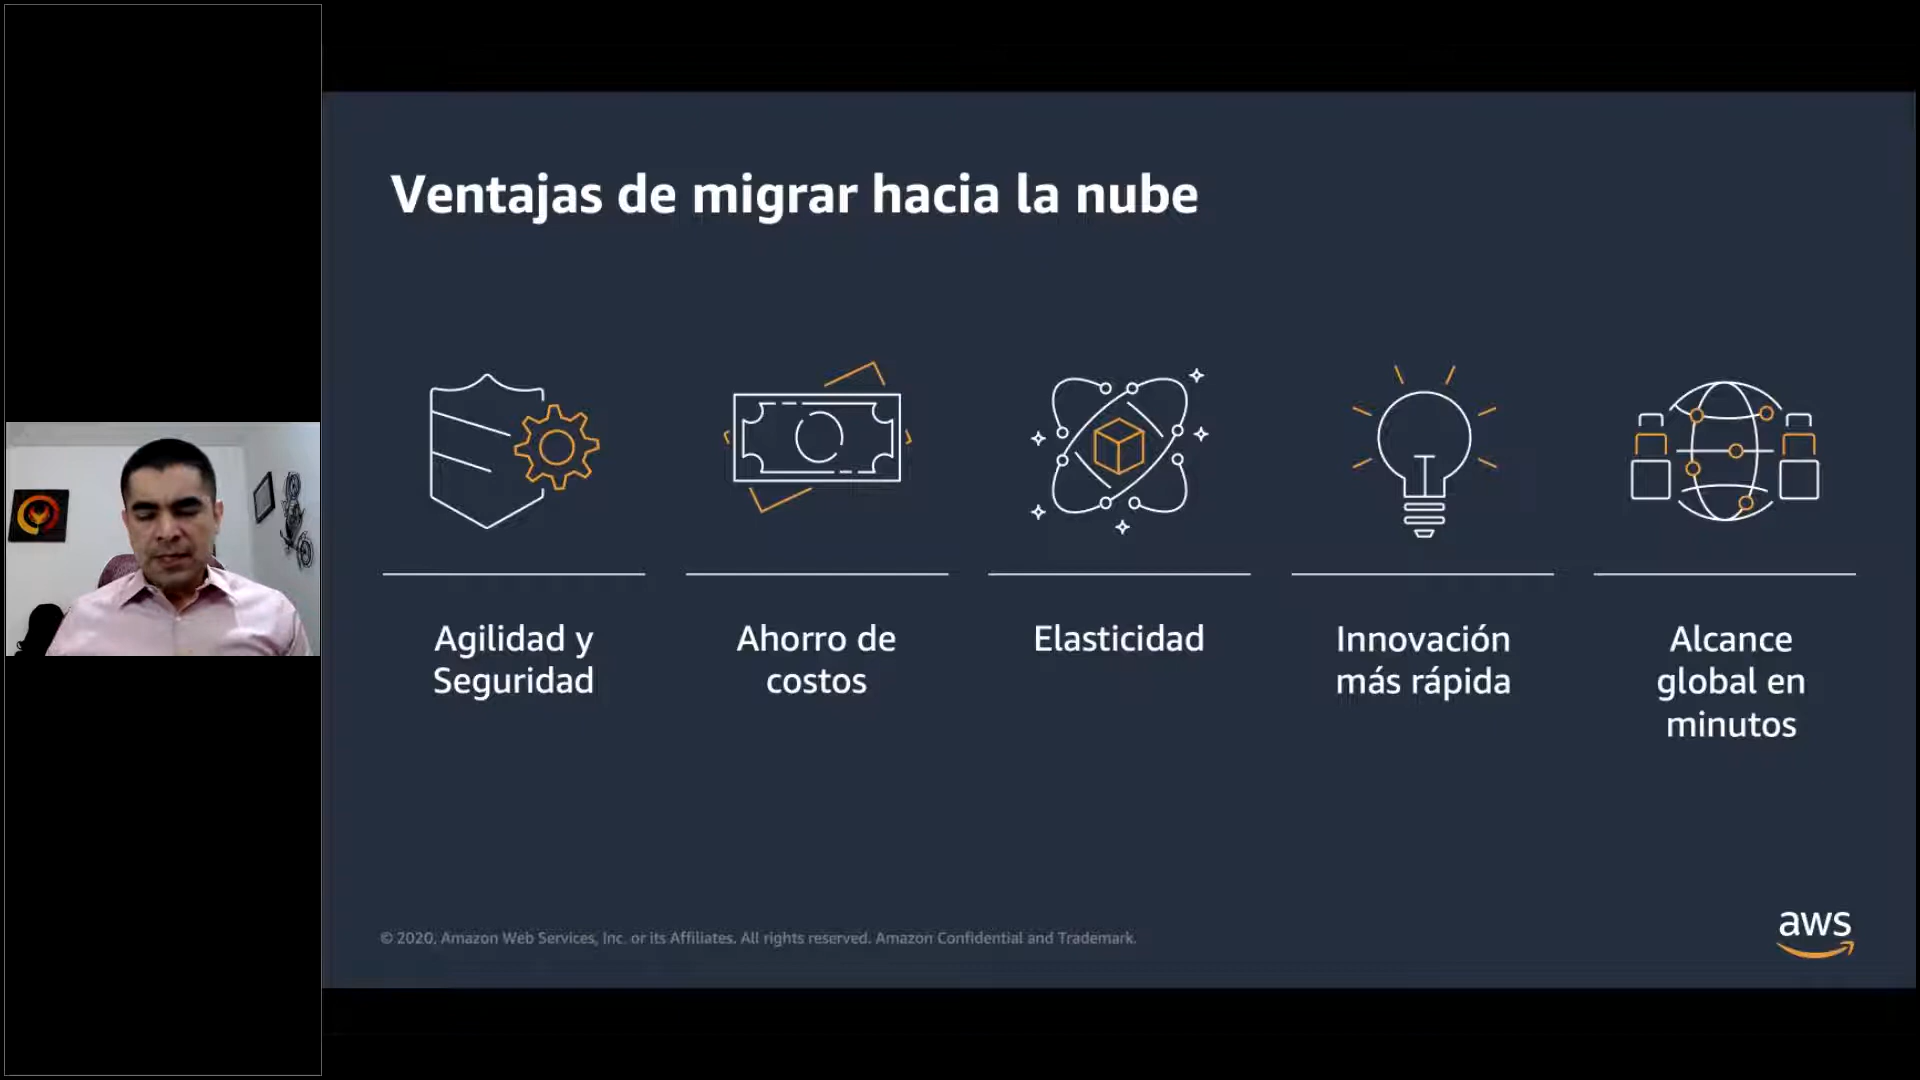 Ventajas de migrar hacia la nube
Agilidad y
Seguridad
Ahorro de
costos
Elasticidad
Innovación
más rápida
Alcance
global en
minutos
© 2020, Amazon Web Services, Inc. or its Affiliates. All rights reserved. Amazon Confidential and Trademark.
aws